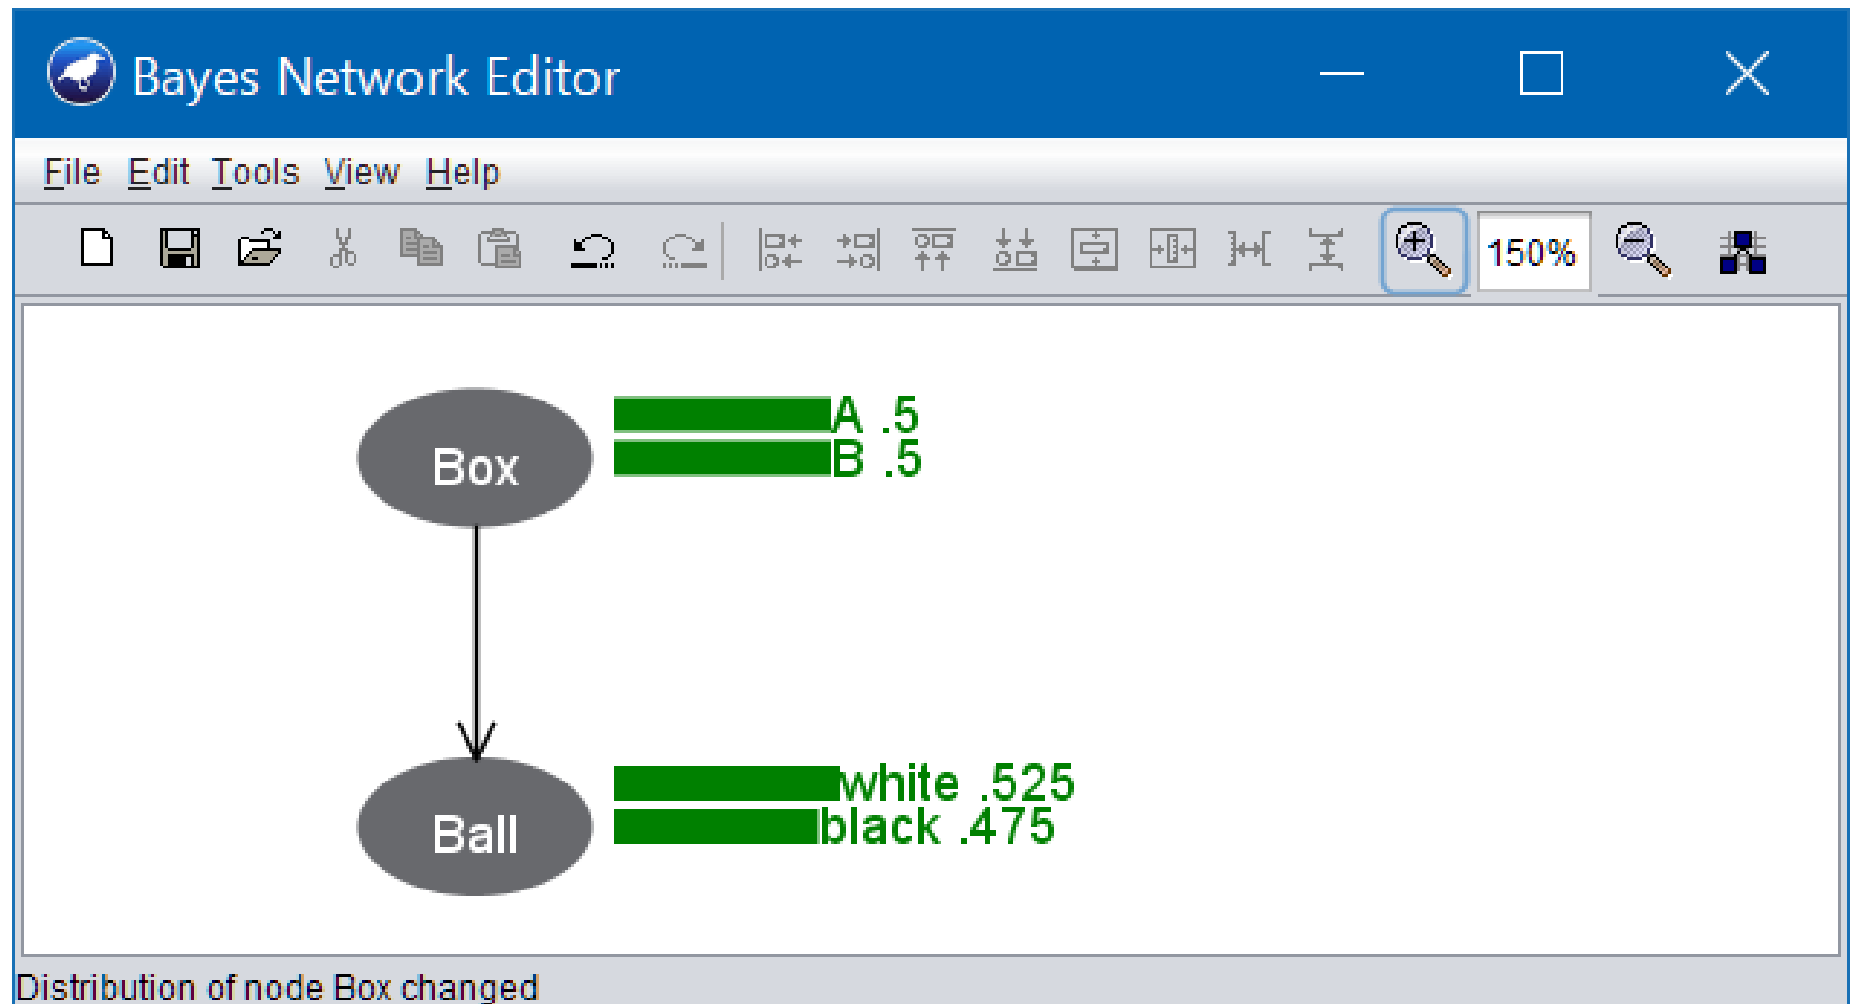 Bayes Network Editor
File Edit Tools View Help
150%
A .5
B .5
Box
white .525
black .475
Ball
Distribution of node Box changed